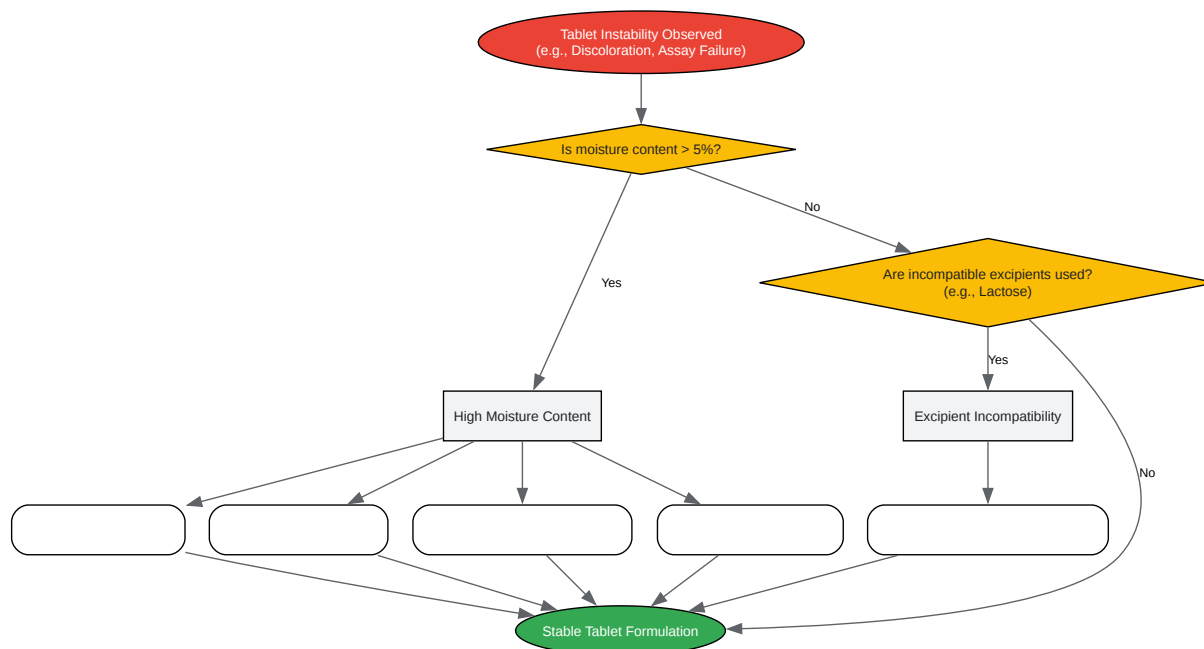 Tablet Instability Observed
(e.g., Discoloration, Assay Failure)
Is moisture content > 5%?
No
Are incompatible excipients used?
(e.g., Lactose)
Yes
Yes
High Moisture Content
Excipient Incompatibility
No
Stable Tablet Formulation